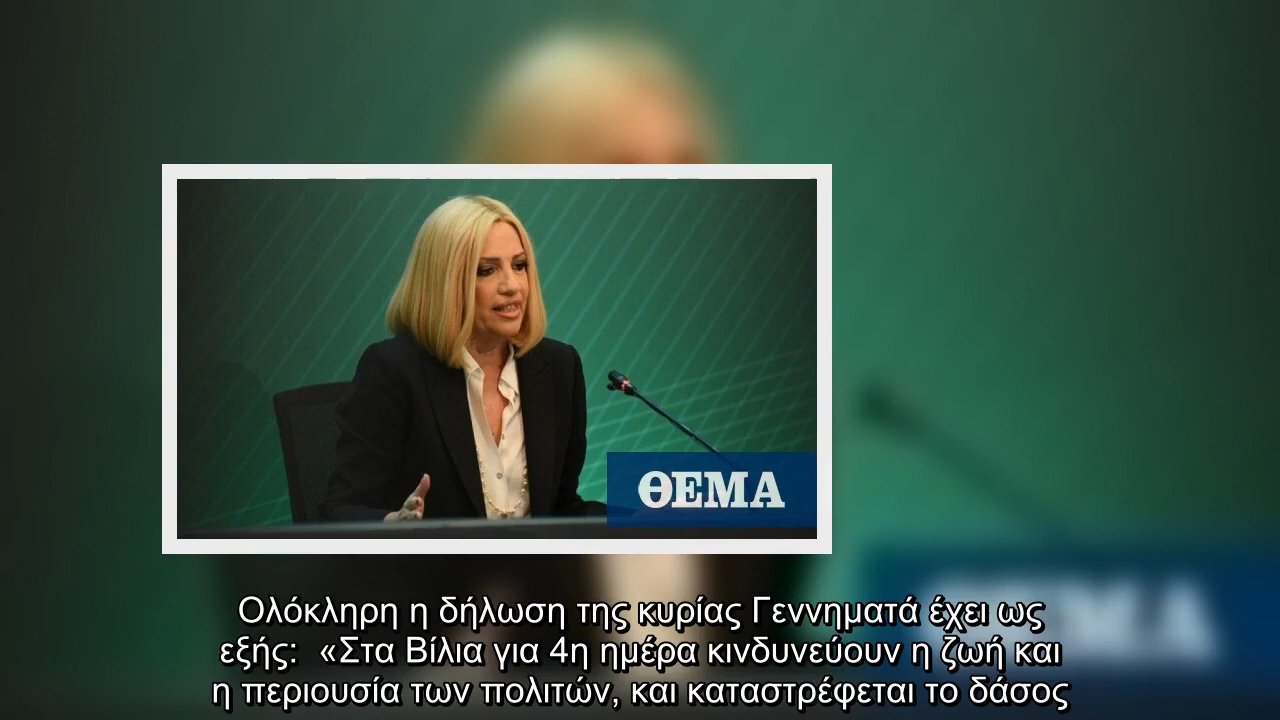 ΘΕΜΑ
Ολόκληρη η δήλωση της κυρίας Γεννηματά έχει ως
εξής:  «Στα Βίλια για 4η ημέρα κινδυνεύουν η ζωή και
η περιουσία των πολιτών, και καταστρέφεται το δάσος